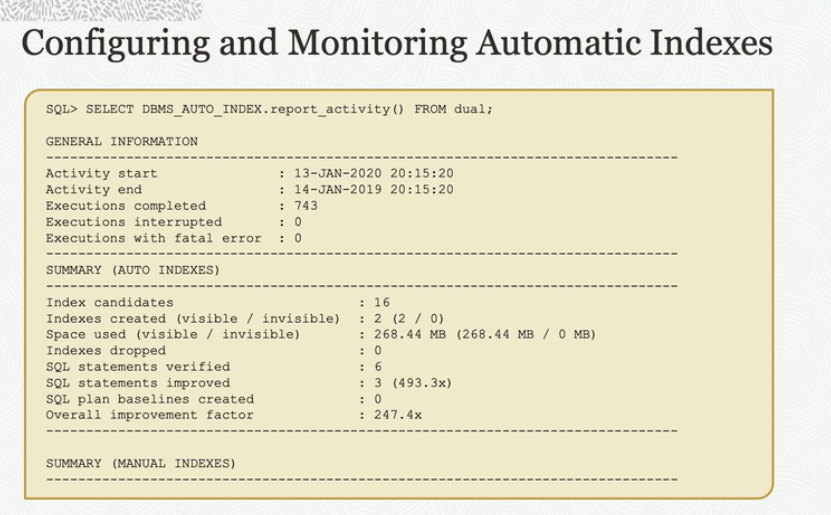 Configuring and Monitoring Automatic Indexes
SQL> SELECT DBMS_AUTO_INDEX.report_activity() FROM dual;
GENERAL INFORMATION
-------------------------------------------------------------------------------
Activity start               : 13-JAN-2020 20:15:20
Activity end                 : 14-JAN-2019 20:15:20
Executions completed         : 743
Executions interrupted       : 0
Executions with fatal error  : 0
-------------------------------------------------------------------------------
SUMMARY (AUTO INDEXES)
-------------------------------------------------------------------------------
Index candidates                       : 16
Indexes created (visible / invisible)  : 2 (2 / 0)
Space used (visible / invisible)       : 268.44 MB (268.44 MB / 0 MB)
Indexes dropped                        : 0
SQL statements verified                : 6
SQL statements improved                : 3 (493.3x)
SQL plan baselines created             : 0
Overall improvement factor             : 247.4x
-------------------------------------------------------------------------------
SUMMARY (MANUAL INDEXES)
-------------------------------------------------------------------------------